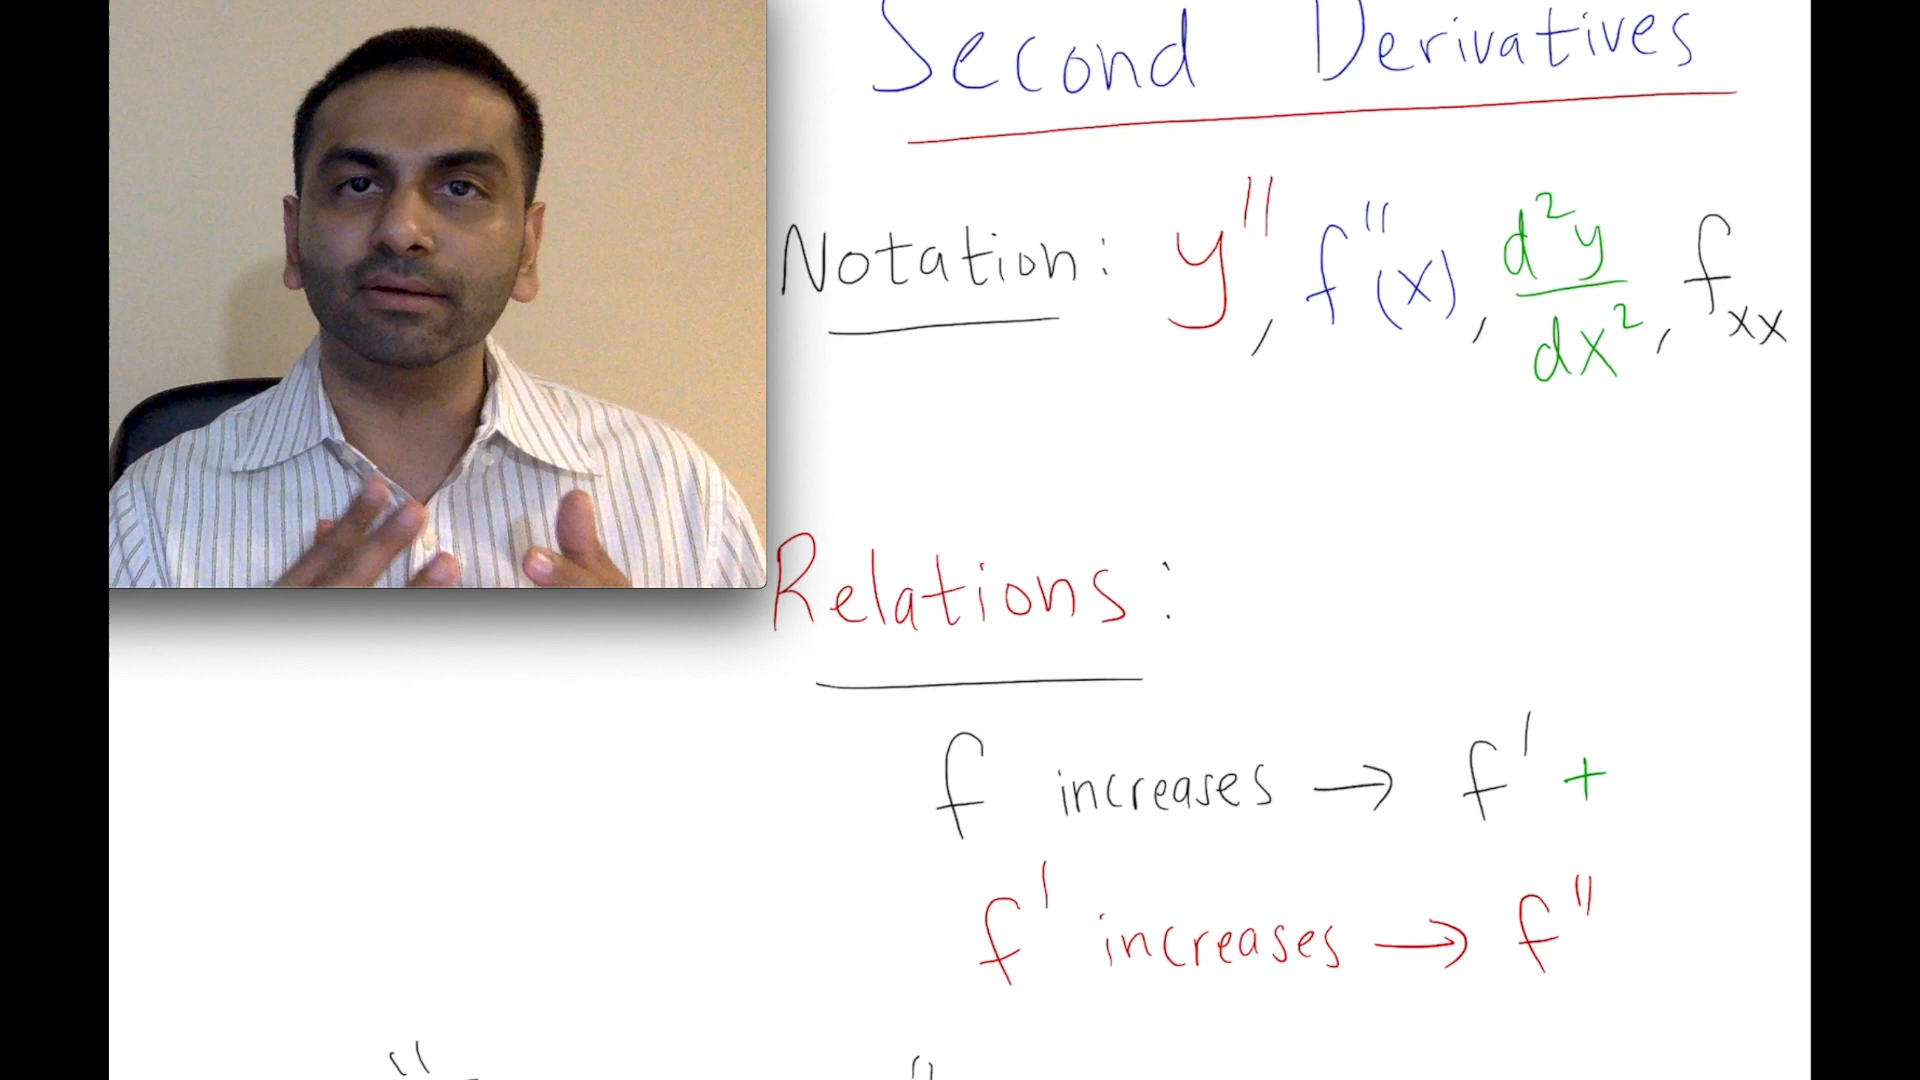 Second Derivatives
Notation: y'', f''(x), d²y/dx², fₓₓ
Relations:
f increases → f' +
f' increases → f''